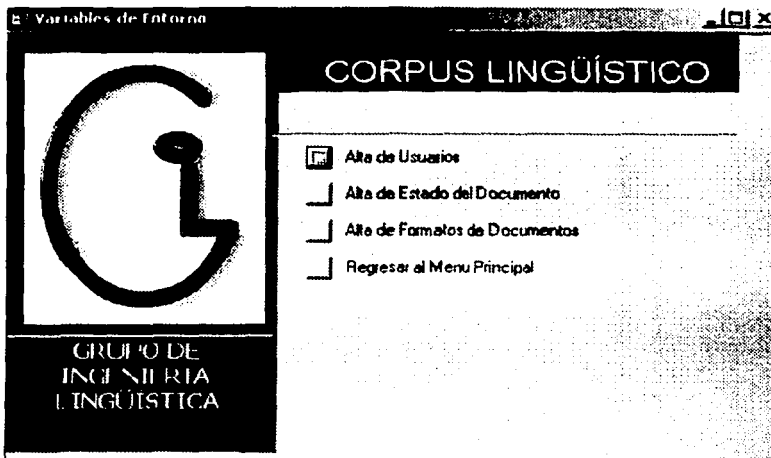 Variables de Entorno
CORPUS LINGÜÍSTICO
Alta de Usuarios
Alta de Estado del Documento
Alta de Formatos de Documentos
Regresar al Menu Principal
GRUPO DE
INGENIERIA
LINGÜÍSTICA